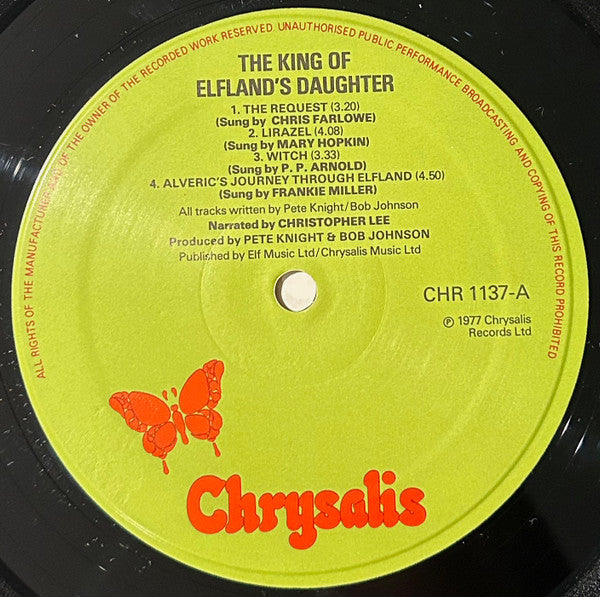 ALL RIGHTS OF THE MANUFACTURER AND OF THE OWNER OF THE RECORDED WORK RESERVED. UNAUTHORISED PUBLIC PERFORMANCE BROADCASTING AND COPYING OF THIS RECORD PROHIBITED
THE KING OF
ELFLAND'S DAUGHTER
1. THE REQUEST (3.20)
(Sung by CHRIS FARLOWE)
2. LIRAZEL (4.08)
(Sung by MARY HOPKIN)
3. WITCH (3.33)
(Sung by P. P. ARNOLD)
4. ALVERIC'S JOURNEY THROUGH ELFLAND (4.50)
(Sung by FRANKIE MILLER)
All tracks written by Pete Knight/Bob Johnson
Narrated by CHRISTOPHER LEE
Produced by PETE KNIGHT & BOB JOHNSON
Published by Elf Music Ltd/Chrysalis Music Ltd
CHR 1137-A
℗ 1977 Chrysalis
Records Ltd
Chrysalis